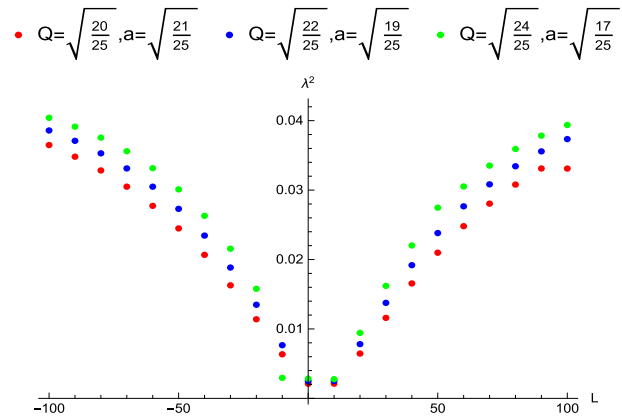 Q=√(20/25) ,a=√(21/25) Q=√(22/25) ,a=√(19/25) Q=√(24/25) ,a=√(17/25)
λ²
0.04
0.03
0.02
0.01
-100 -50 50 100 L